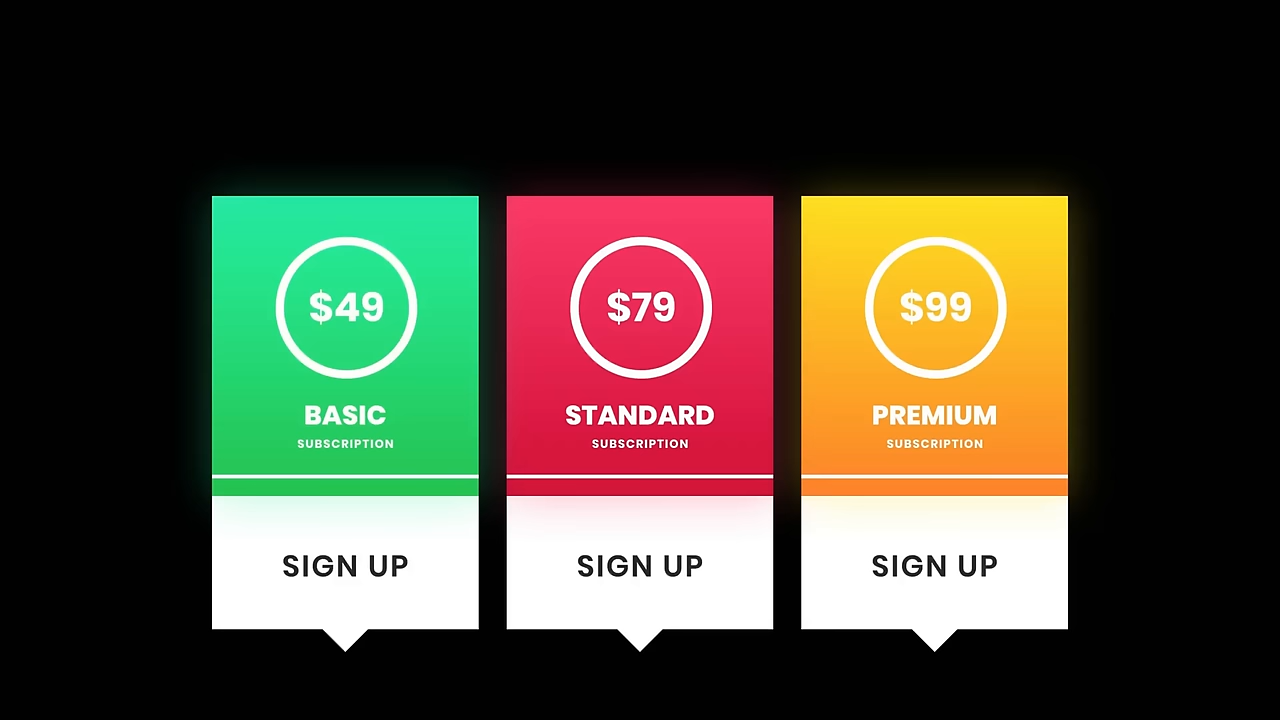 $49
BASIC
SUBSCRIPTION
SIGN UP
$79
STANDARD
SUBSCRIPTION
SIGN UP
$99
PREMIUM
SUBSCRIPTION
SIGN UP